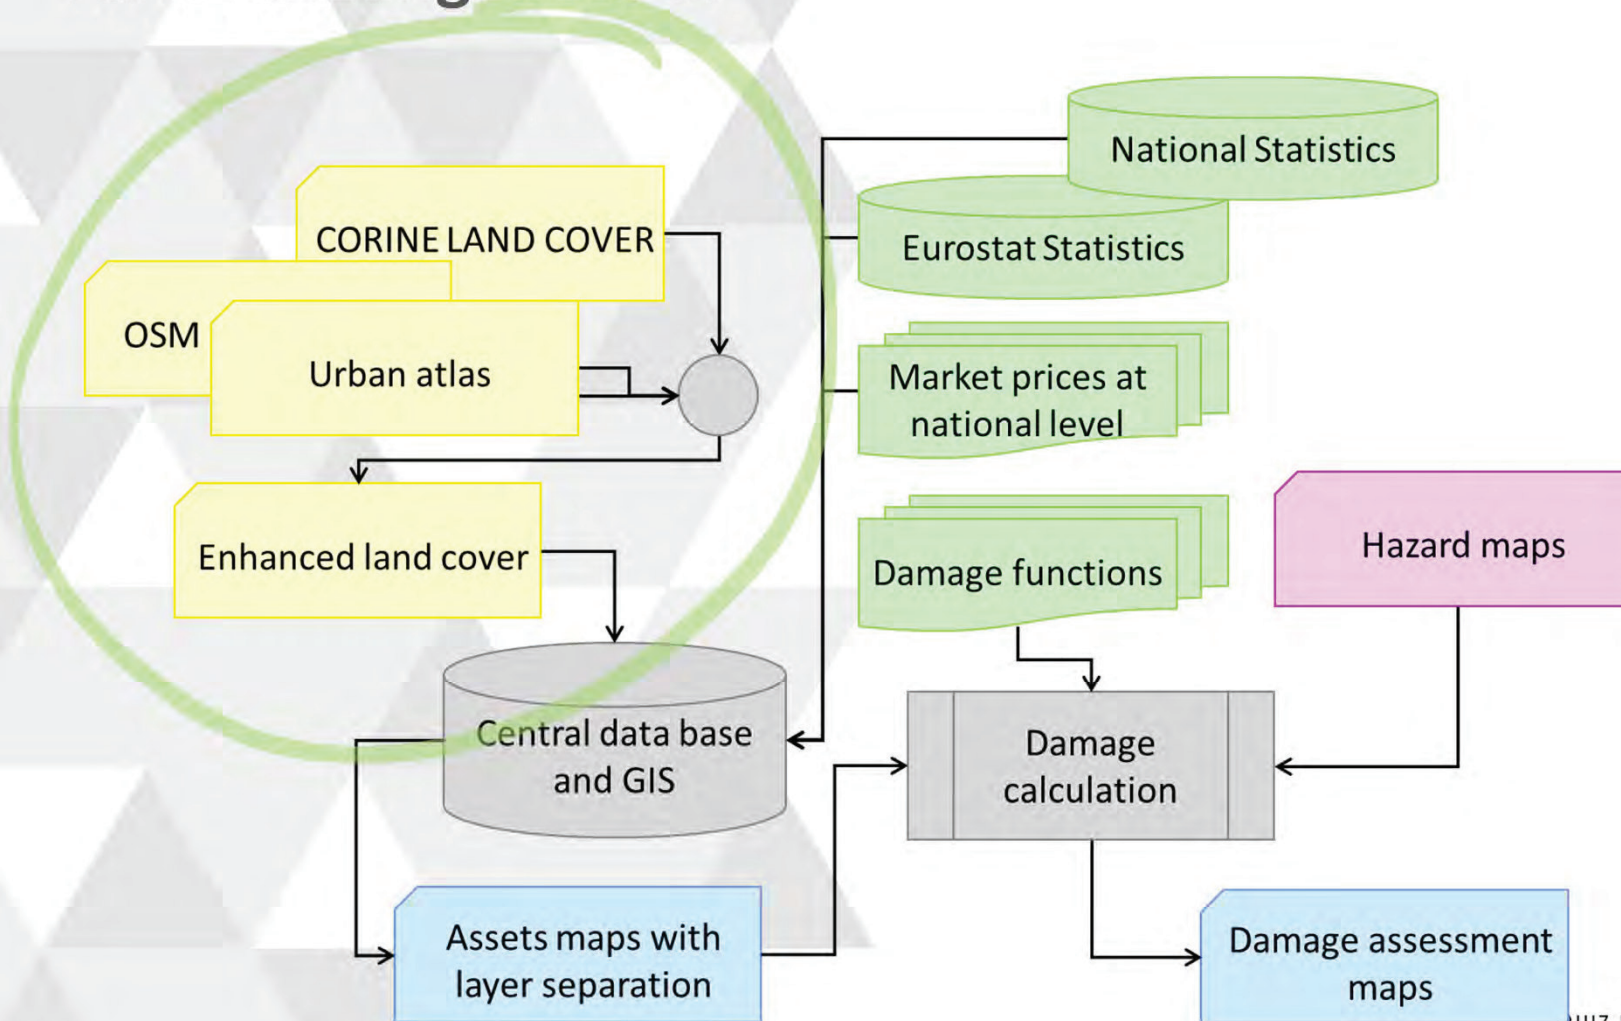 National Statistics
CORINE LAND COVER
Eurostat Statistics
OSM
Urban atlas
Market prices at
national level
Enhanced land cover
Damage functions
Hazard maps
Central data base
and GIS
Damage
calculation
Assets maps with
layer separation
Damage assessment
maps